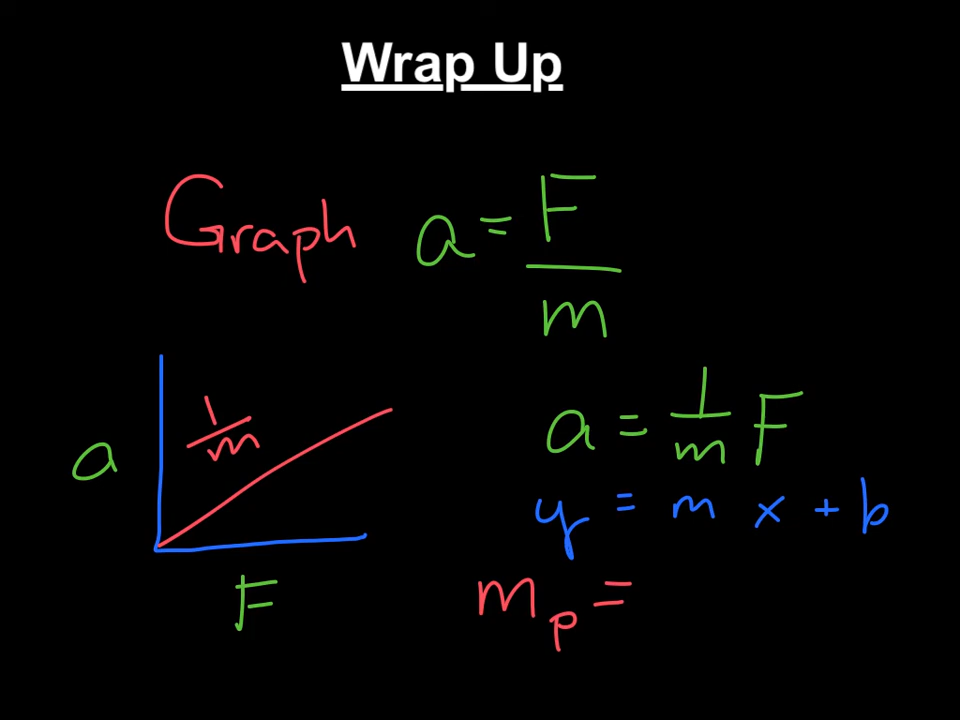 Wrap Up
Graph a = F/m
1/m
a
F
a = 1/m F
y = m x + b
m_p =